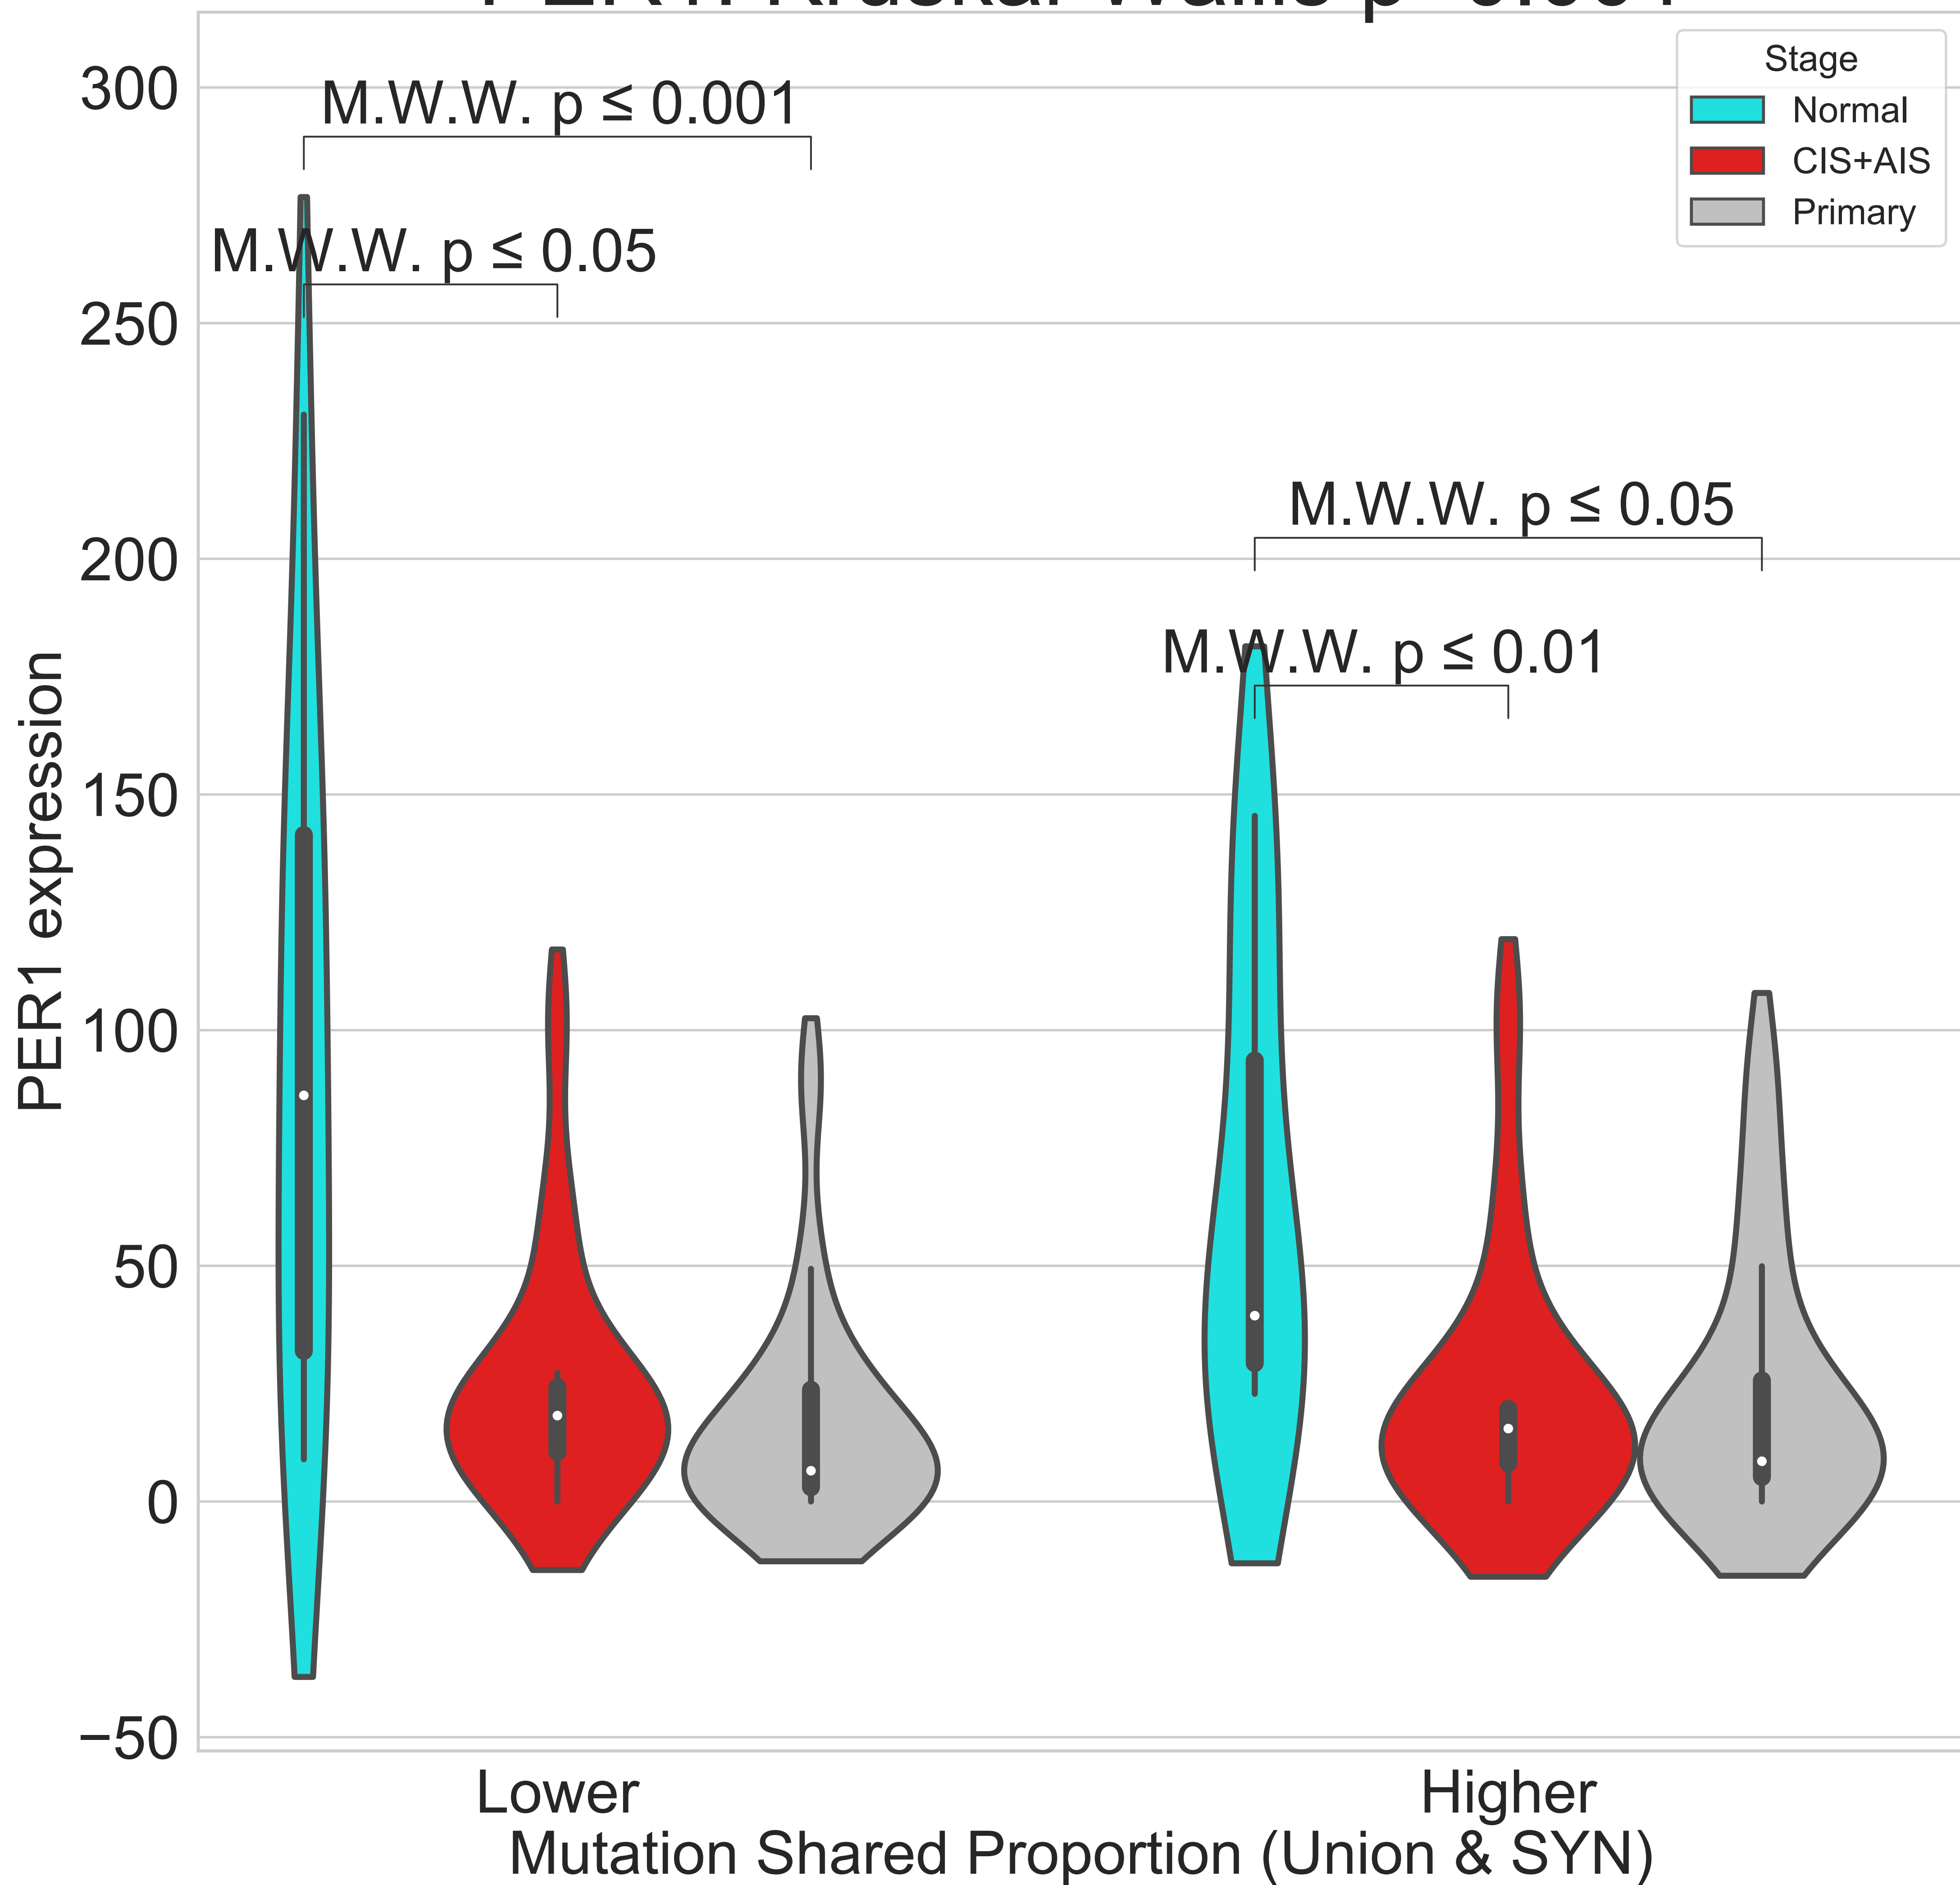 300
250
200
150
100
50
0
−50
PER1 expression
M.W.W. p ≤ 0.001
M.W.W. p ≤ 0.05
M.W.W. p ≤ 0.05
M.W.W. p ≤ 0.01
Stage
Normal
CIS+AIS
Primary
Lower
Higher
Mutation Shared Proportion (Union & SYN)